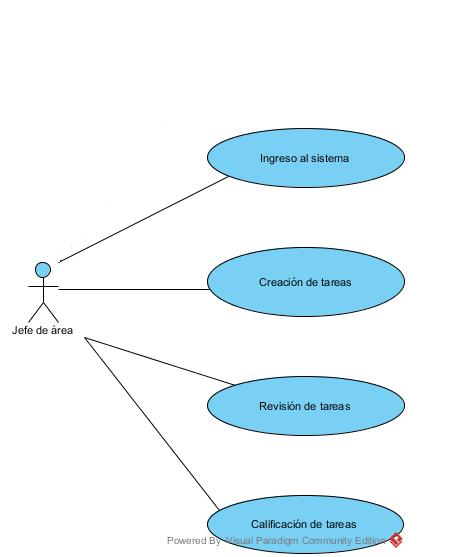 Ingreso al sistema
Creación de tareas
Jefe de área
Revisión de tareas
Calificación de tareas
Powered By Visual Paradigm Community Edition